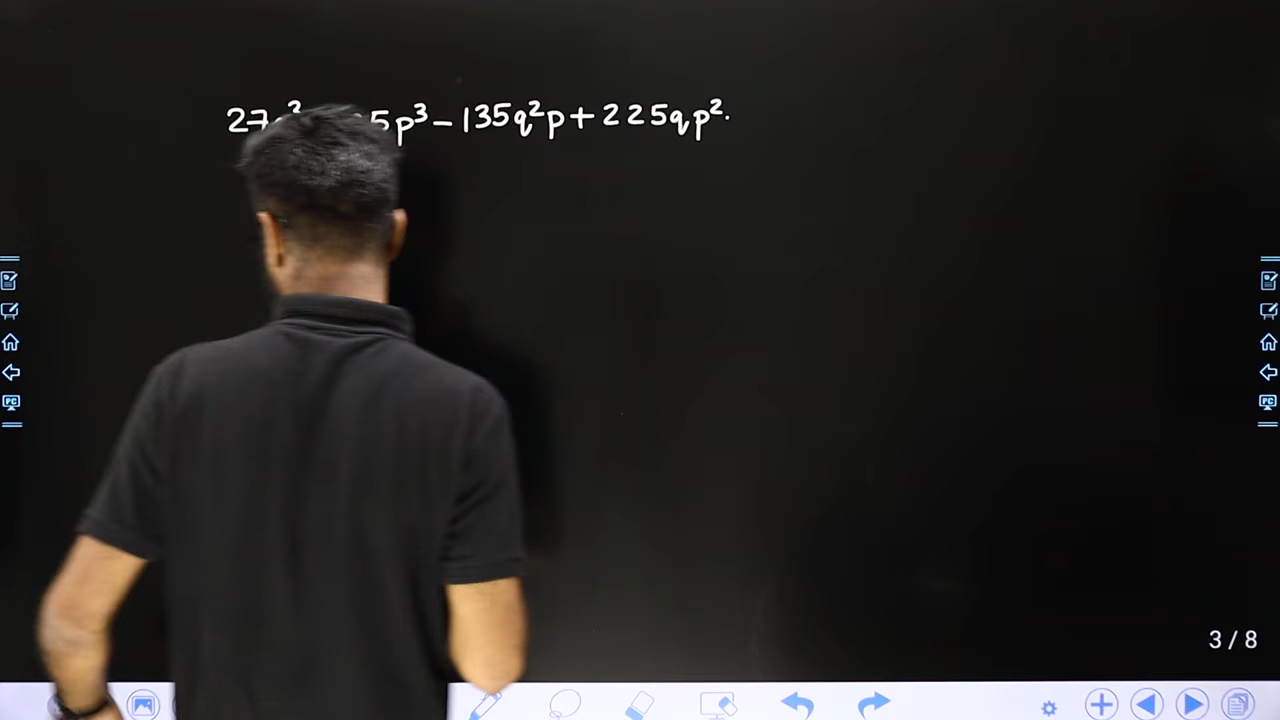 27 5p³ – 135q²p + 225qp².
3 / 8